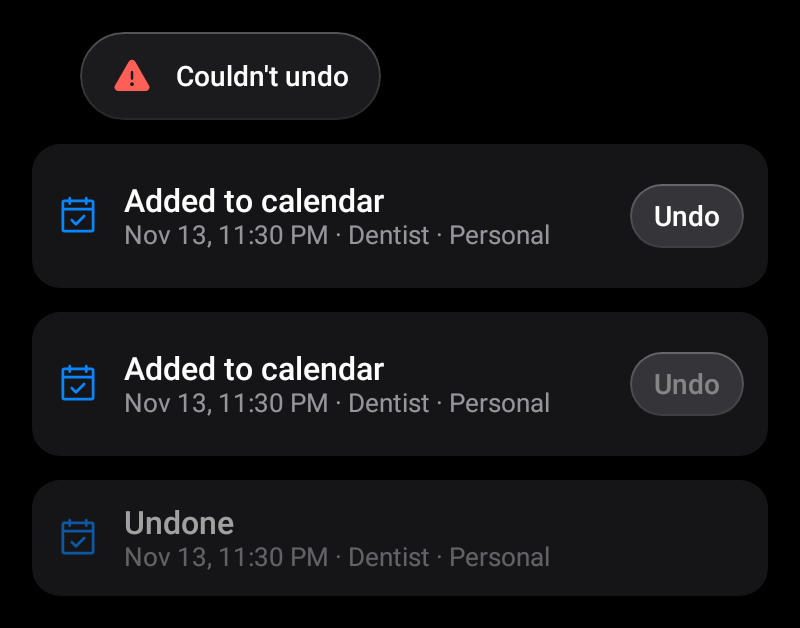 Couldn't undo
Added to calendar
Nov 13, 11:30 PM · Dentist · Personal
Undo
Added to calendar
Nov 13, 11:30 PM · Dentist · Personal
Undo
Undone
Nov 13, 11:30 PM · Dentist · Personal